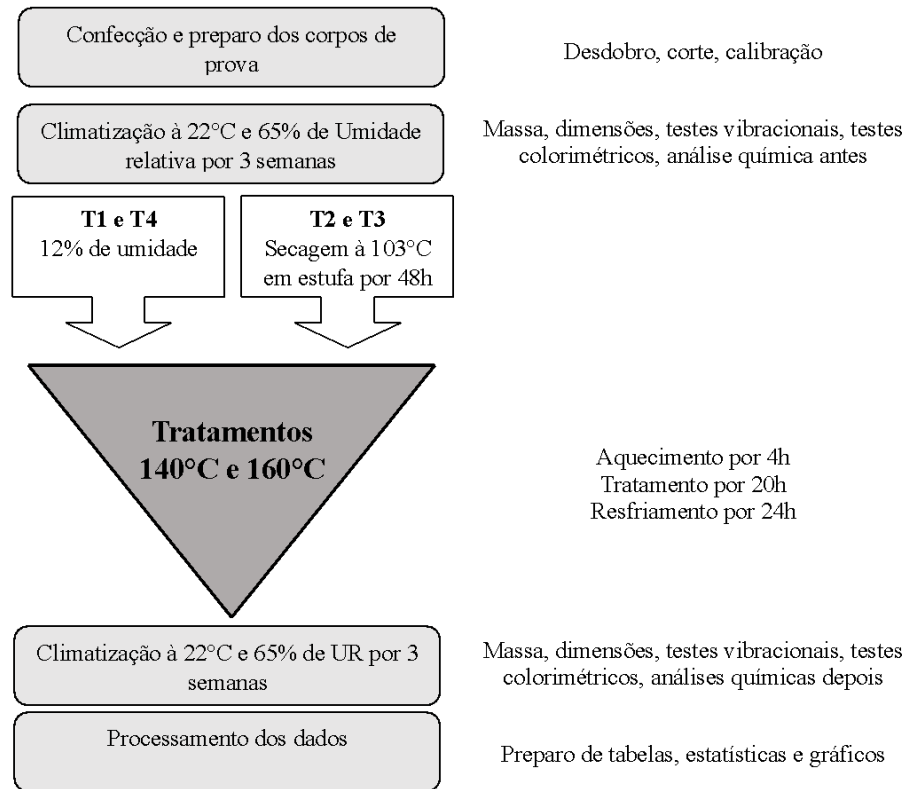 Confecção e preparo dos corpos de
prova
Desdobro, corte, calibração
Climatização à 22°C e 65% de Umidade
relativa por 3 semanas
Massa, dimensões, testes vibracionais, testes
colorimétricos, análise química antes
T1 e T4
12% de umidade
T2 e T3
Secagem à 103°C
em estufa por 48h
Tratamentos
140°C e 160°C
Aquecimento por 4h
Tratamento por 20h
Resfriamento por 24h
Climatização à 22°C e 65% de UR por 3
semanas
Massa, dimensões, testes vibracionais, testes
colorimétricos, análises químicas depois
Processamento dos dados
Preparo de tabelas, estatísticas e gráficos